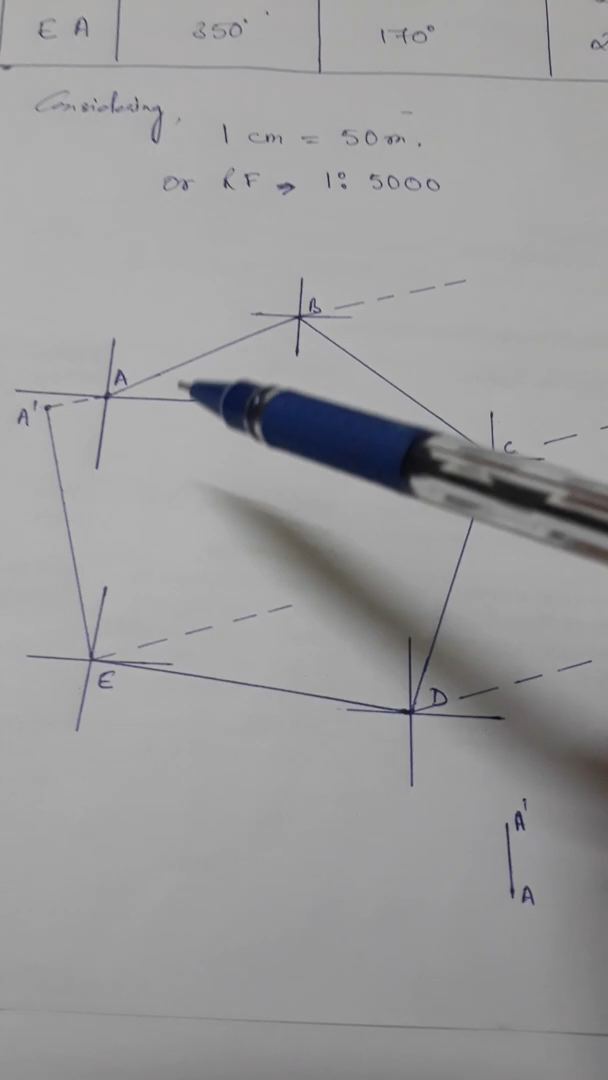 E A 350° 170°
Considering,
1 cm = 50 m.
or RF → 1: 5000
B
A
A'
C
E
D
A'
A